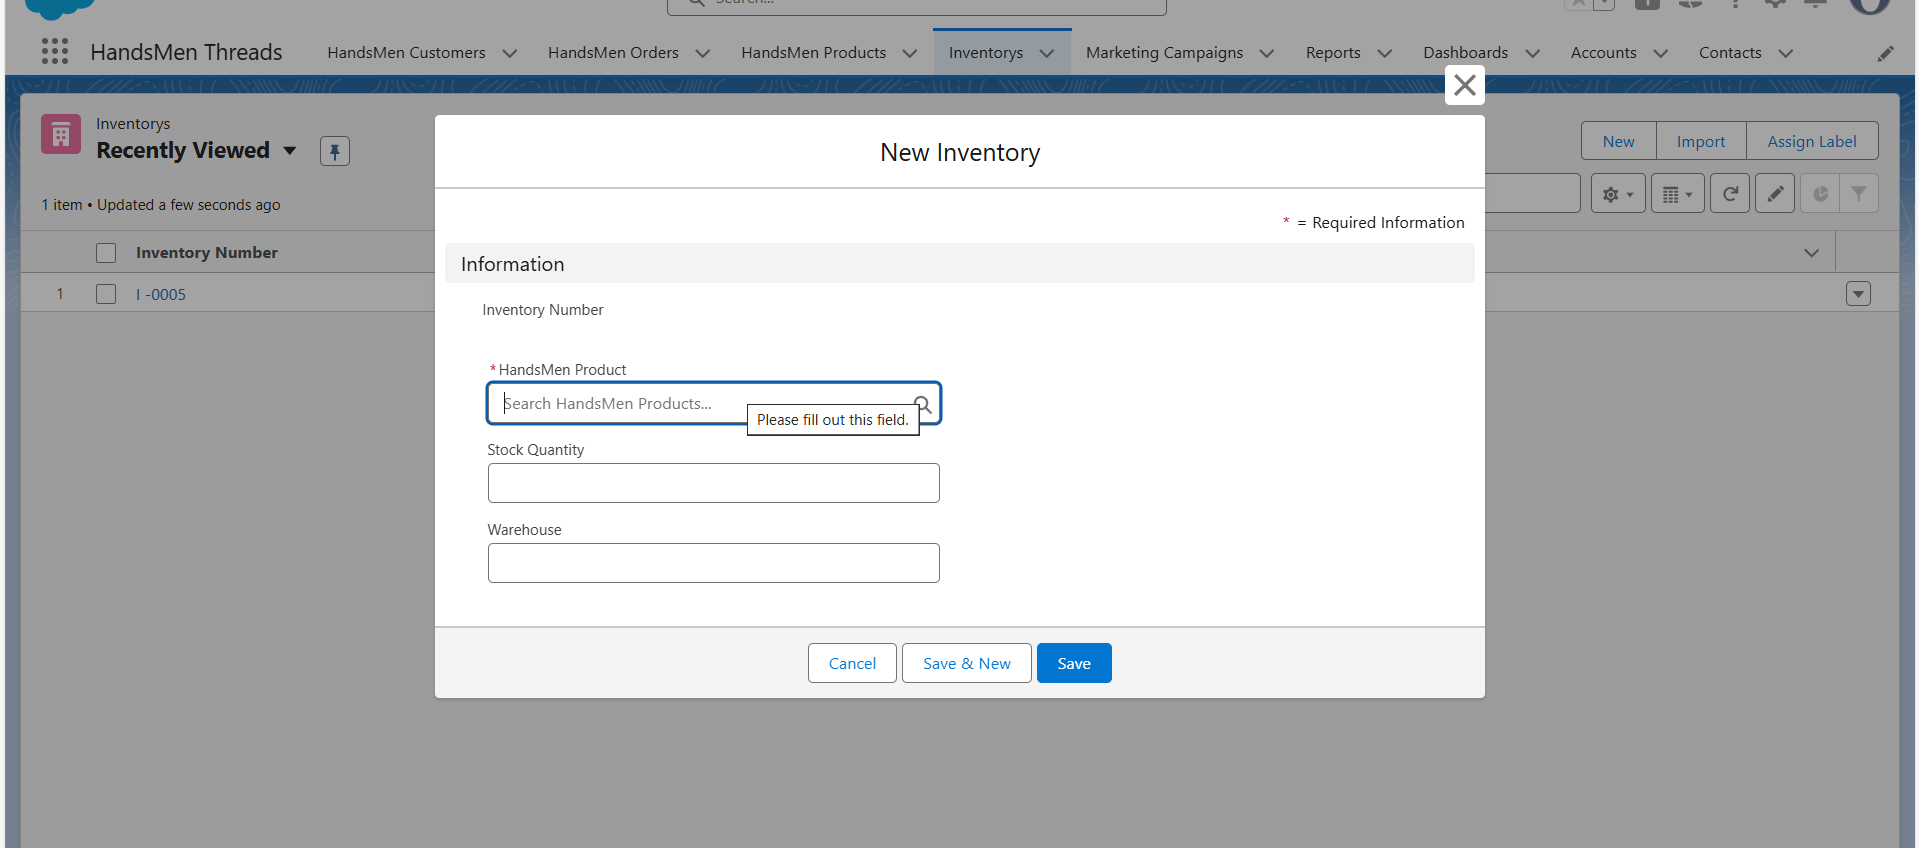 Search...
HandsMen Threads
HandsMen Customers
HandsMen Orders
HandsMen Products
Inventorys
Marketing Campaigns
Reports
Dashboards
Accounts
Contacts
Inventorys
Recently Viewed
New
Import
Assign Label
1 item • Updated a few seconds ago
Inventory Number
1
I -0005
New Inventory
* = Required Information
Information
Inventory Number
*HandsMen Product
Search HandsMen Products...
Please fill out this field.
Stock Quantity
Warehouse
Cancel
Save & New
Save